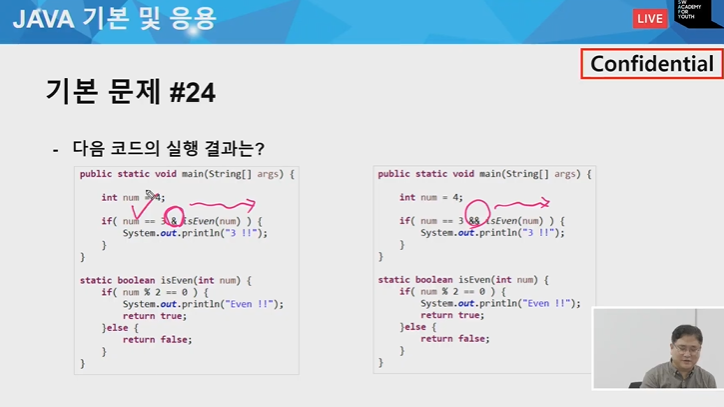 JAVA 기본 및 응용
LIVE
SW
ACADEMY
FOR
YOUTH
Confidential
기본 문제 #24
- 다음 코드의 실행 결과는?
public static void main(String[] args) {
int num = 4;
if( num == 3 & isEven(num) ) {
System.out.println("3 !!");
}
}
static boolean isEven(int num) {
if( num % 2 == 0 ) {
System.out.println("Even !!");
return true;
}else {
return false;
}
}
public static void main(String[] args) {
int num = 4;
if( num == 3 && isEven(num) ) {
System.out.println("3 !!");
}
}
static boolean isEven(int num) {
if( num % 2 == 0 ) {
System.out.println("Even !!");
return true;
}else {
return false;
}
}